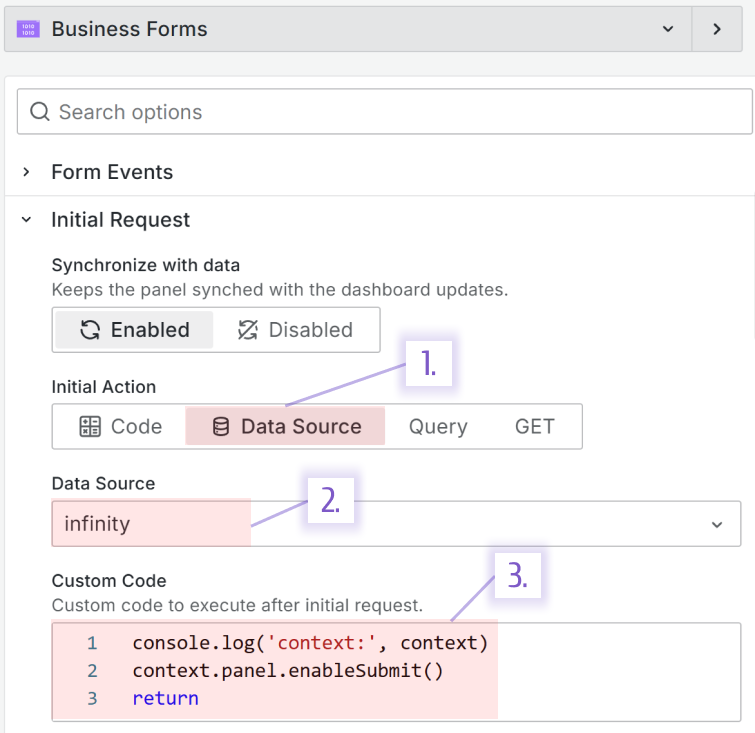 Business Forms
Search options
Form Events
Initial Request
Synchronize with data
Keeps the panel synched with the dashboard updates.
Enabled Disabled
1.
Initial Action
Code Data Source Query GET
Data Source
2.
infinity
3.
Custom Code
Custom code to execute after initial request.
1 console.log('context:', context)
2 context.panel.enableSubmit()
3 return